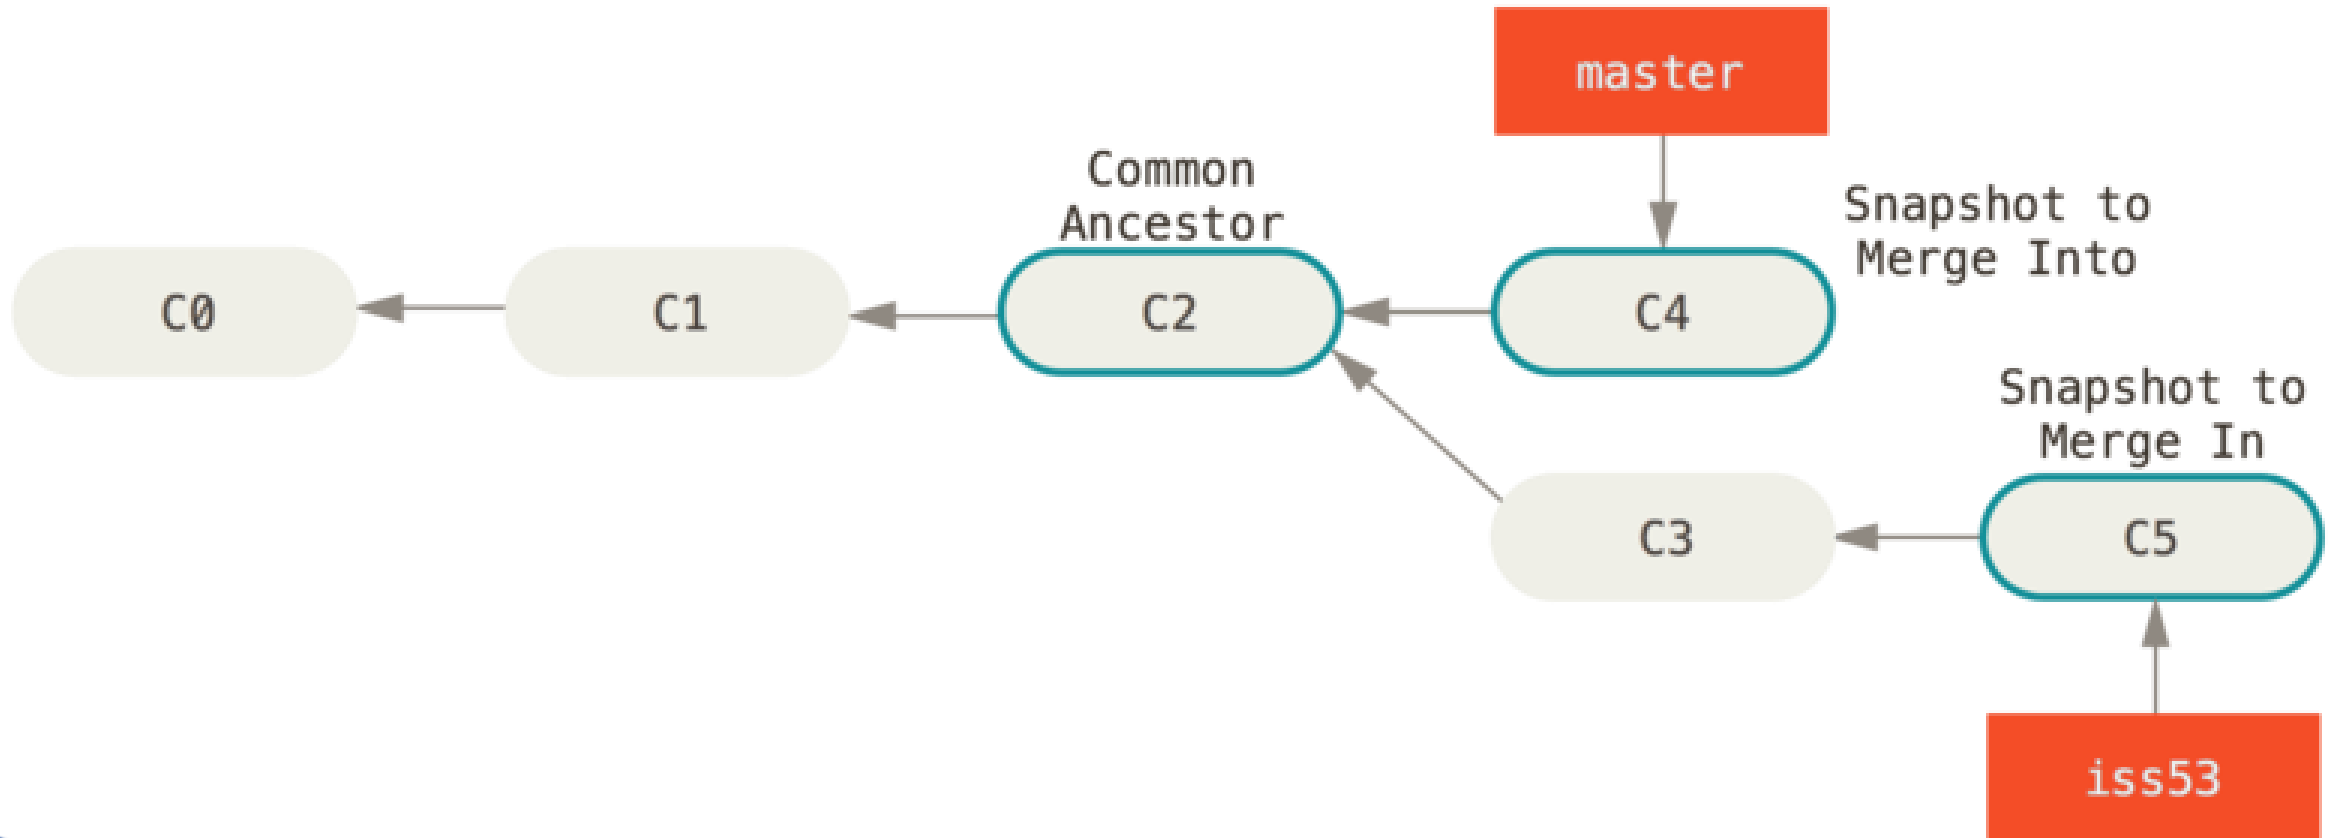 master
Common
Ancestor
Snapshot to
Merge Into
C0
C1
C2
C4
Snapshot to
Merge In
C3
C5
iss53